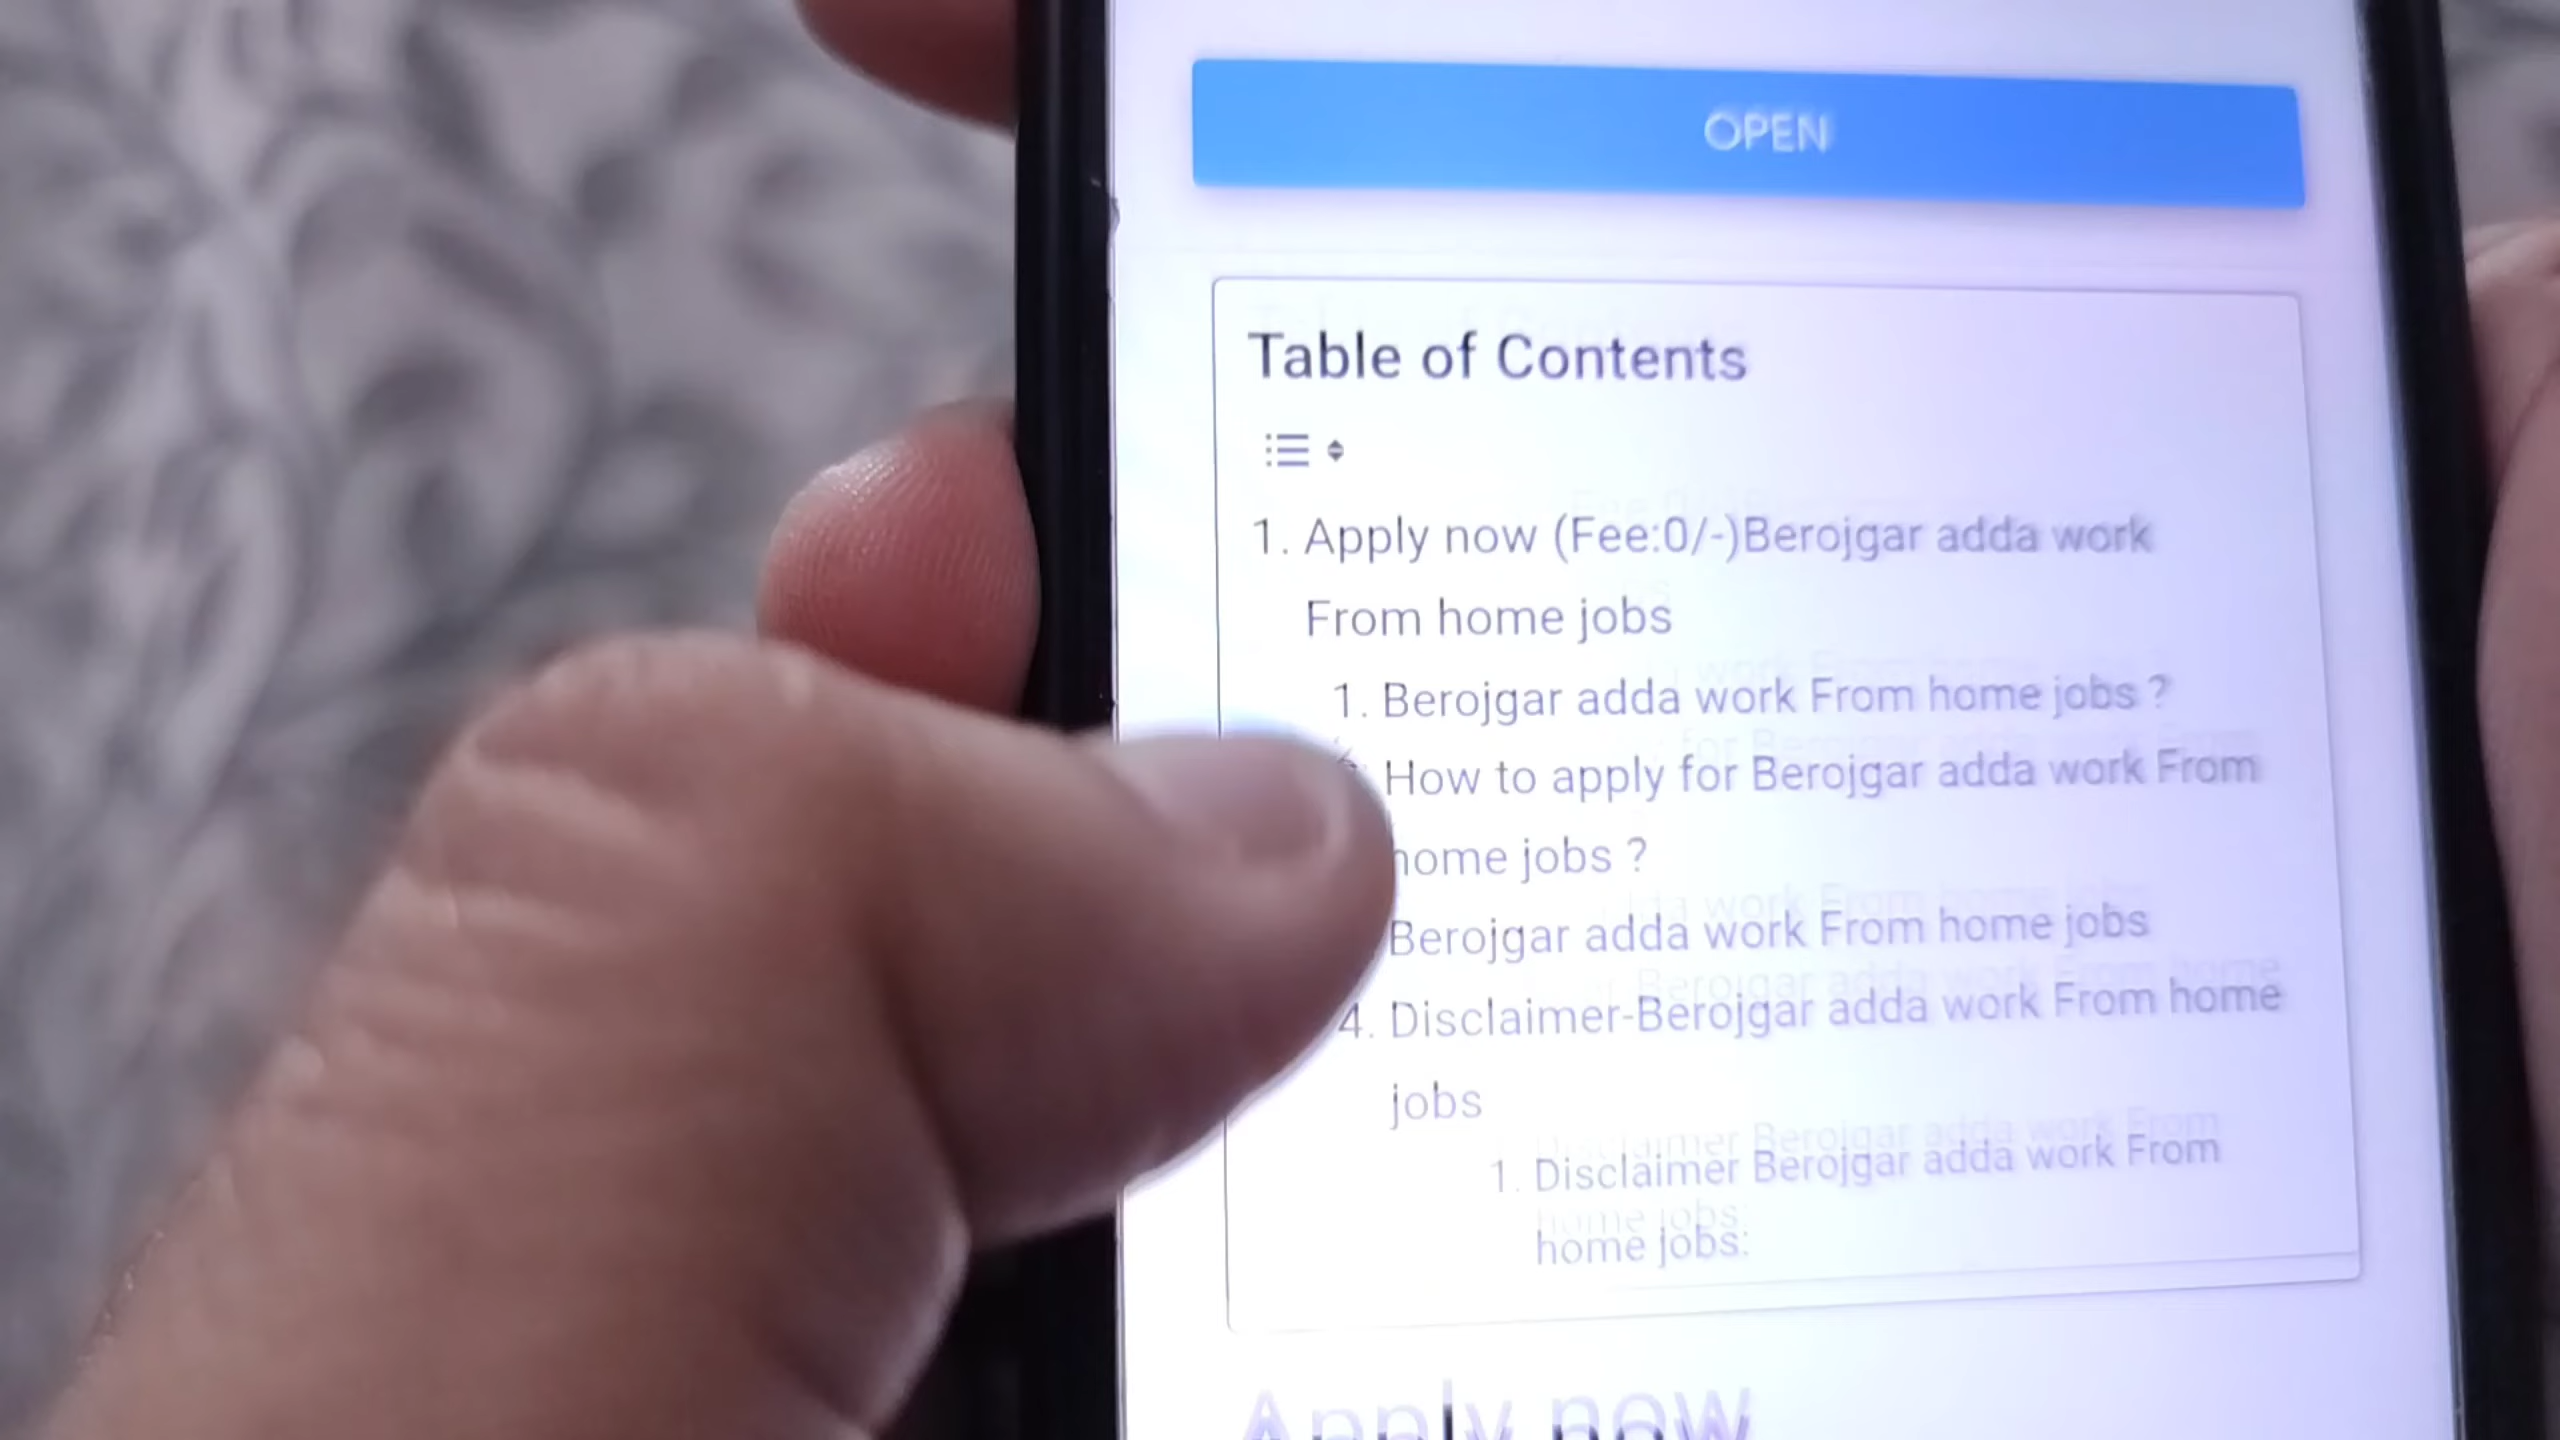 OPEN
Table of Contents
1. Apply now (Fee:0/-)Berojgar adda work
From home jobs
1. Berojgar adda work From home jobs ?
How to apply for Berojgar adda work From
home jobs ?
Berojgar adda work From home jobs
4. Disclaimer-Berojgar adda work From home
jobs
1. Disclaimer Berojgar adda work From
home jobs:
Apply now